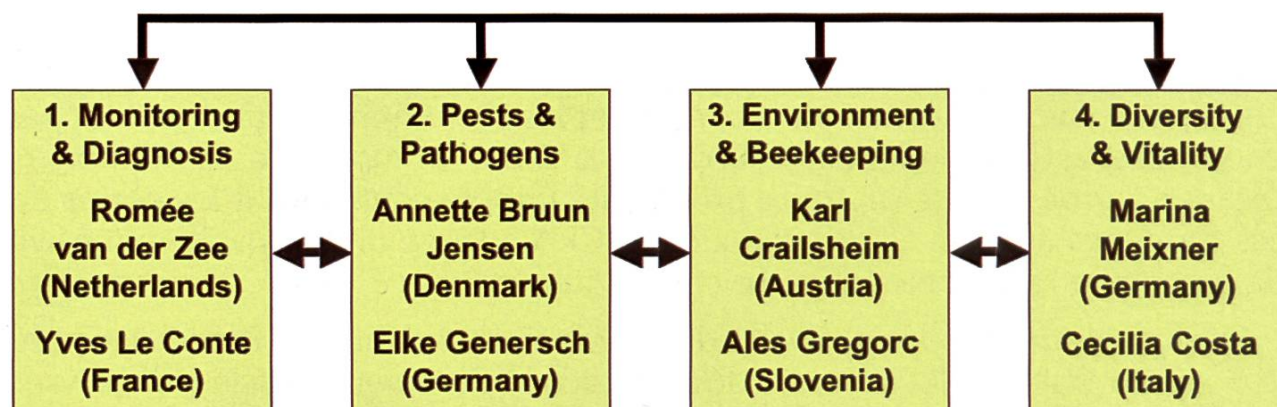 1. Monitoring
& Diagnosis
Romée
van der Zee
(Netherlands)
Yves Le Conte
(France)
2. Pests &
Pathogens
Annette Bruun
Jensen
(Denmark)
Elke Genersch
(Germany)
3. Environment
& Beekeeping
Karl
Crailsheim
(Austria)
Ales Gregorc
(Slovenia)
4. Diversity
& Vitality
Marina
Meixner
(Germany)
Cecilia Costa
(Italy)